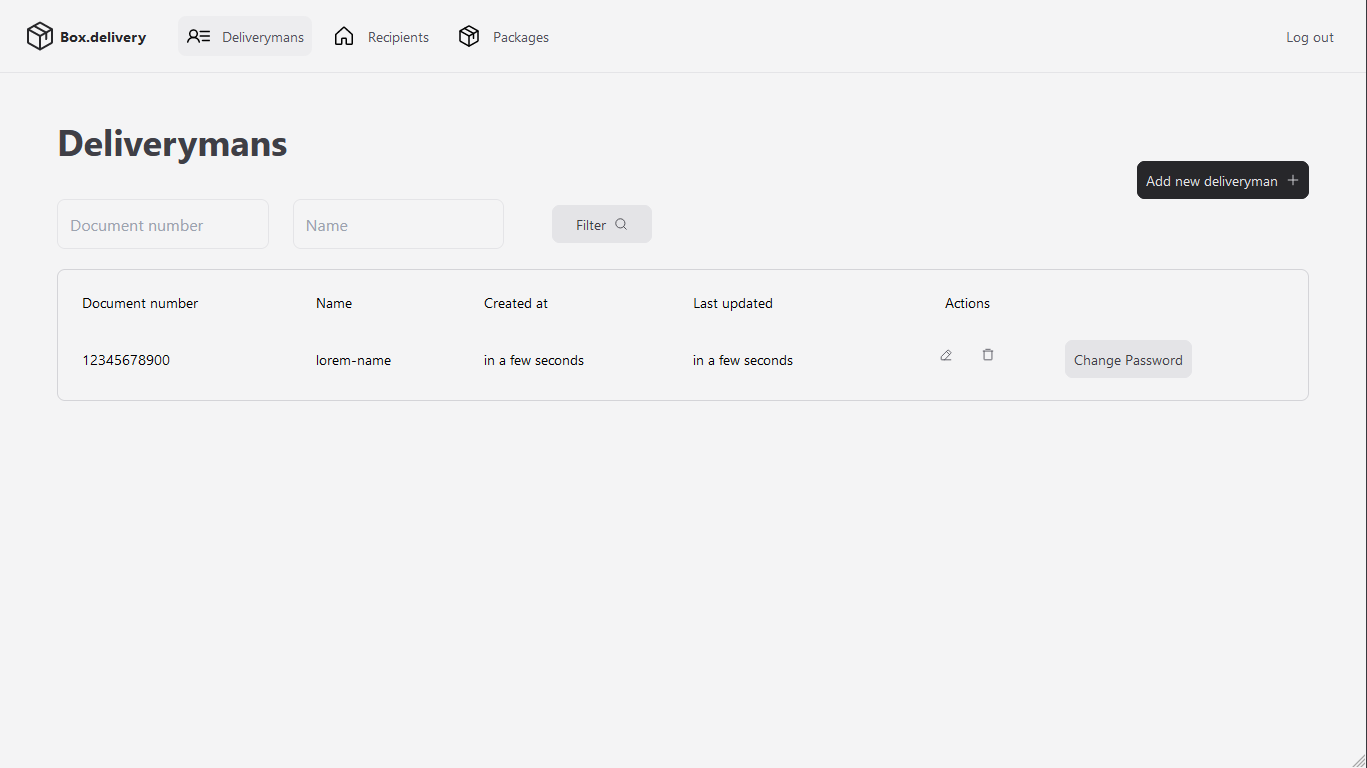 Box.delivery Deliverymans Recipients Packages Log out
Deliverymans
Add new deliveryman
Document number Name Filter
Document number Name Created at Last updated Actions
12345678900 lorem-name in a few seconds in a few seconds Change Password